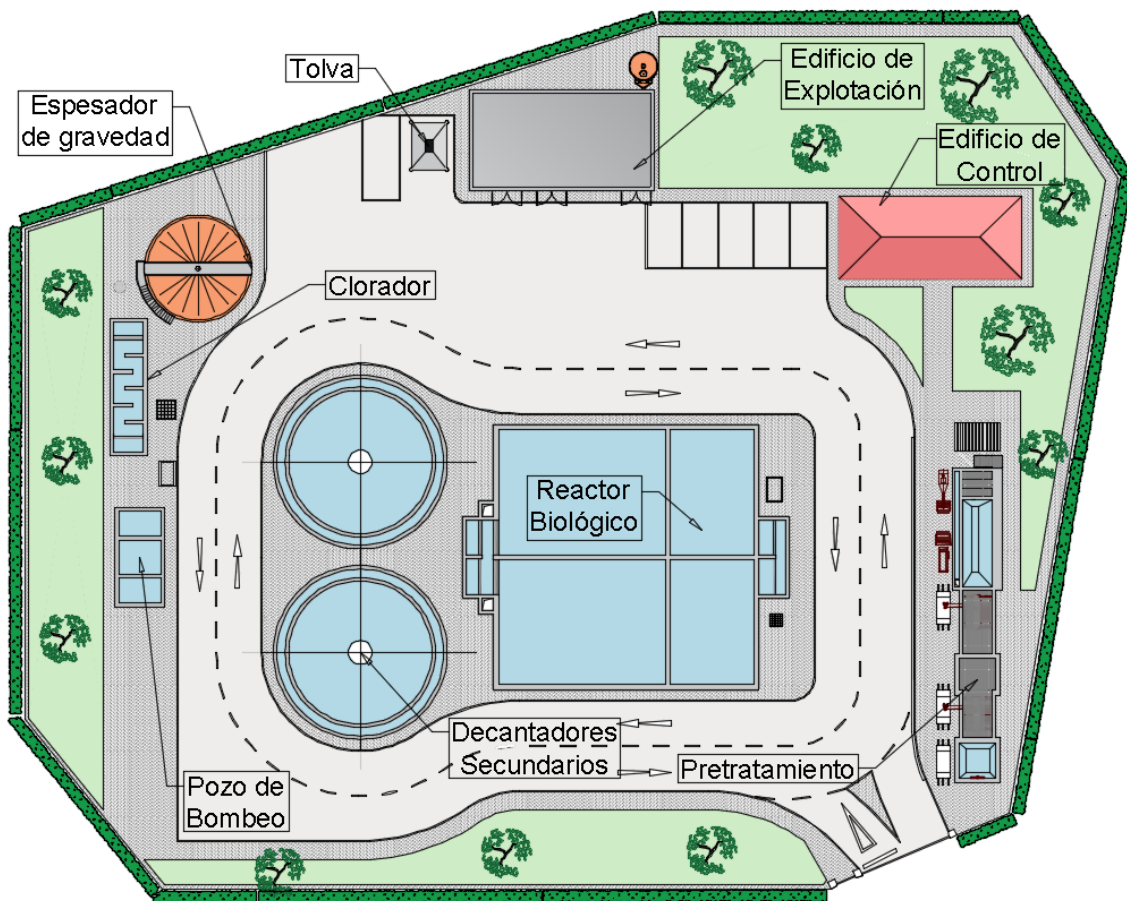 Tolva
Edificio de
Explotación
Espesador
de gravedad
Edificio de
Control
Clorador
Reactor
Biológico
Decantadores
Secundarios
Pretratamiento
Pozo de
Bombeo